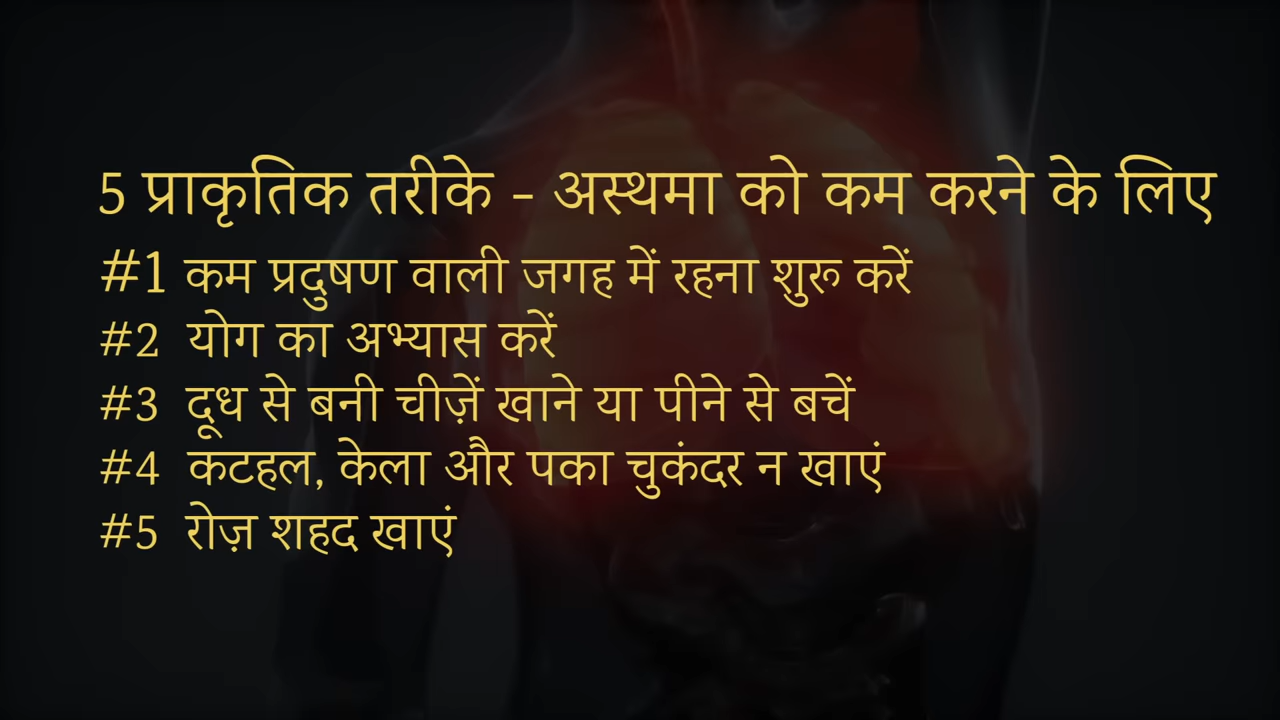 5 प्राकृतिक तरीके - अस्थमा को कम करने के लिए
#1 कम प्रदुषण वाली जगह में रहना शुरू करें
#2 योग का अभ्यास करें
#3 दूध से बनी चीज़ें खाने या पीने से बचें
#4 कटहल, केला और पका चुकंदर न खाएं
#5 रोज़ शहद खाएं